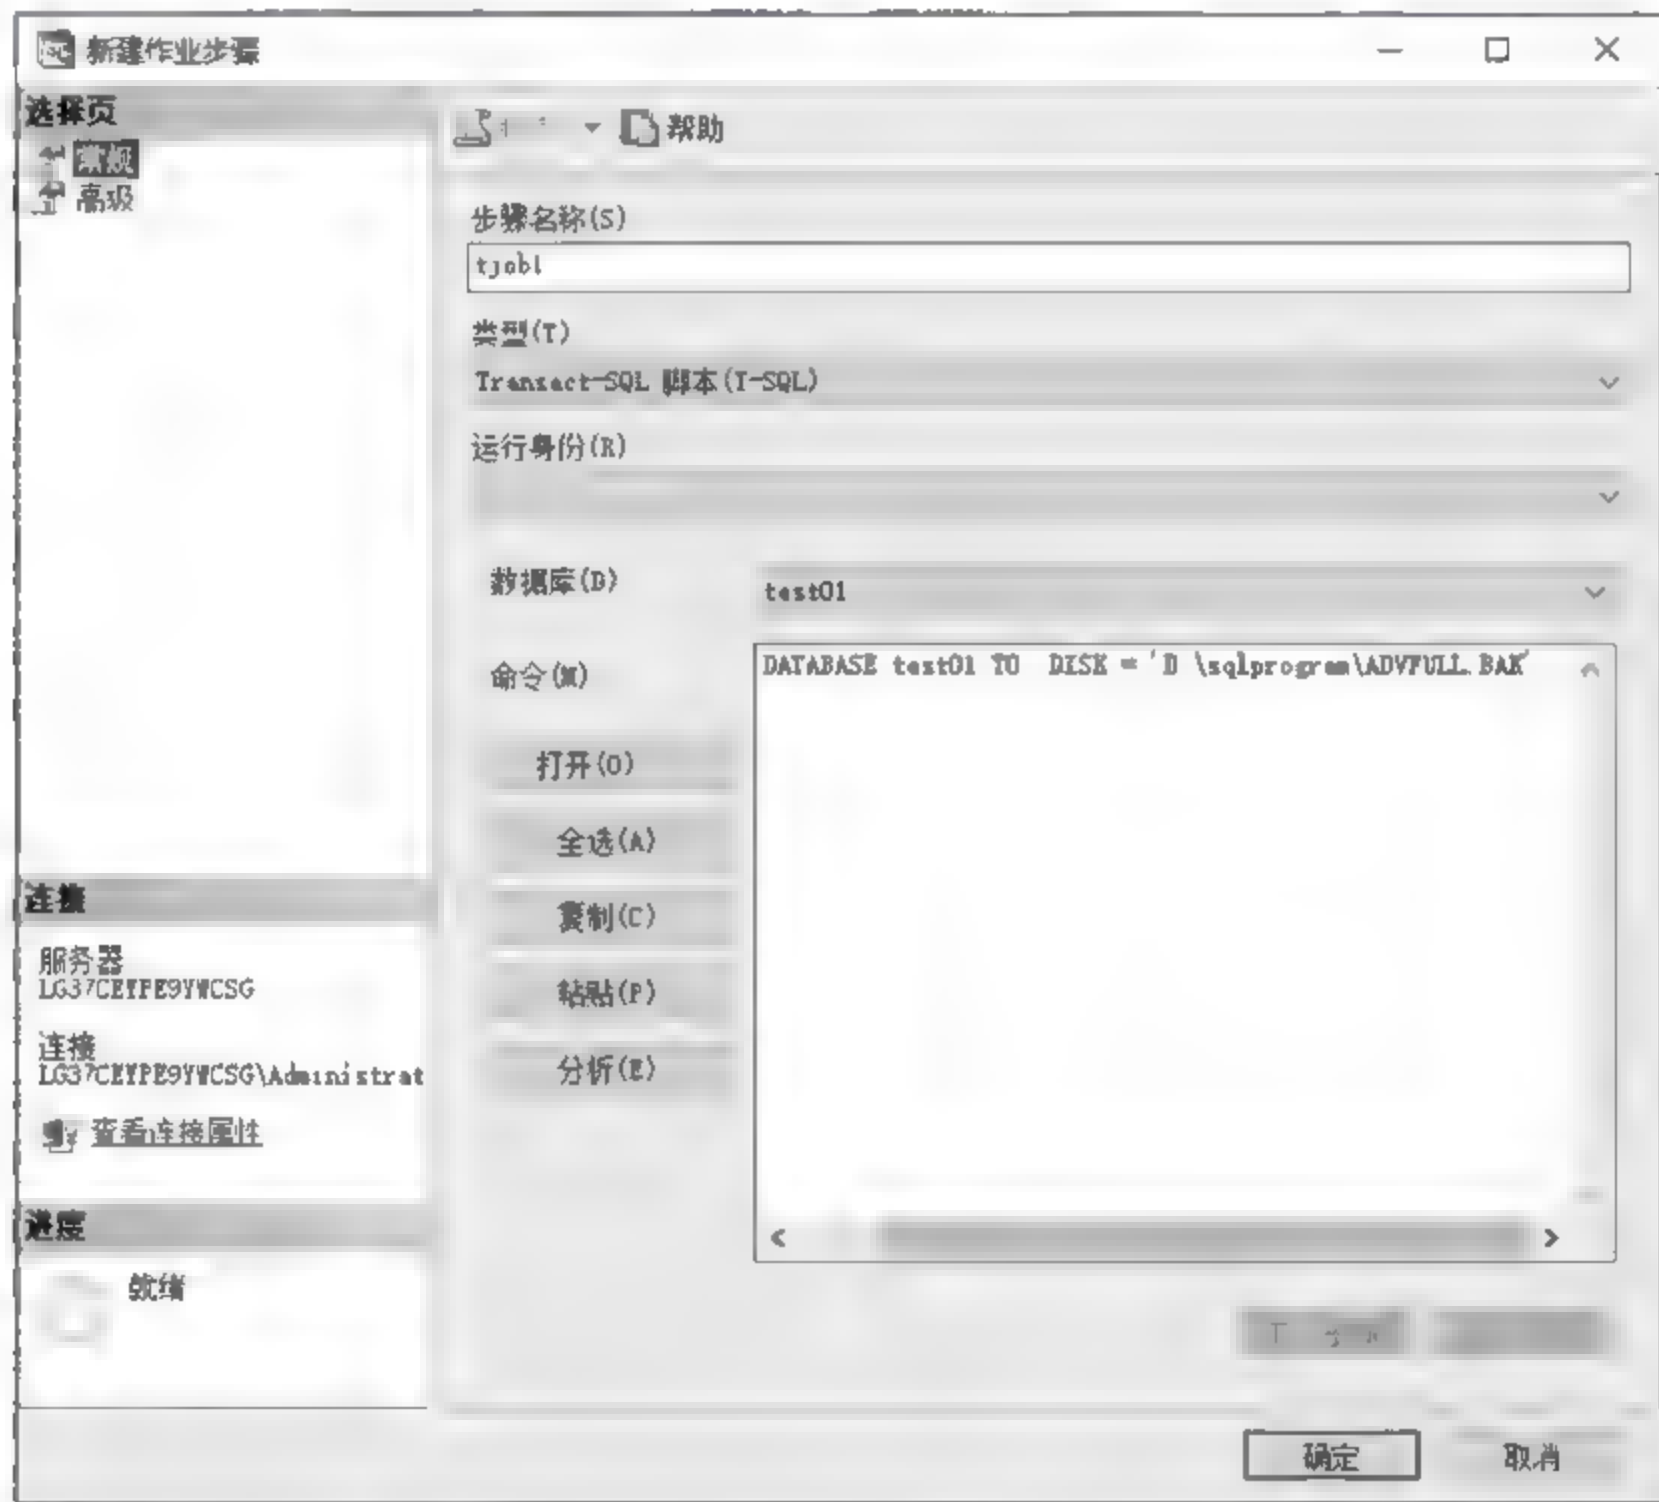 新建作业步骤
选择页
常规
高级
帮助
步骤名称(S)
tjob1
类型(T)
Transact-SQL 脚本(T-SQL)
运行身份(R)
数据库(D)
test01
命令(M)
DATABASE test01 TO DISK = 'D \sqlprogram\ADVFULL.BAK'
打开(O)
全选(A)
复制(C)
粘贴(P)
分析(E)
连接
服务器
LG37CEYPE9YWCSG
连接
LG37CEYPE9YWCSG\Administrat
查看连接属性
进度
就绪
确定
取消